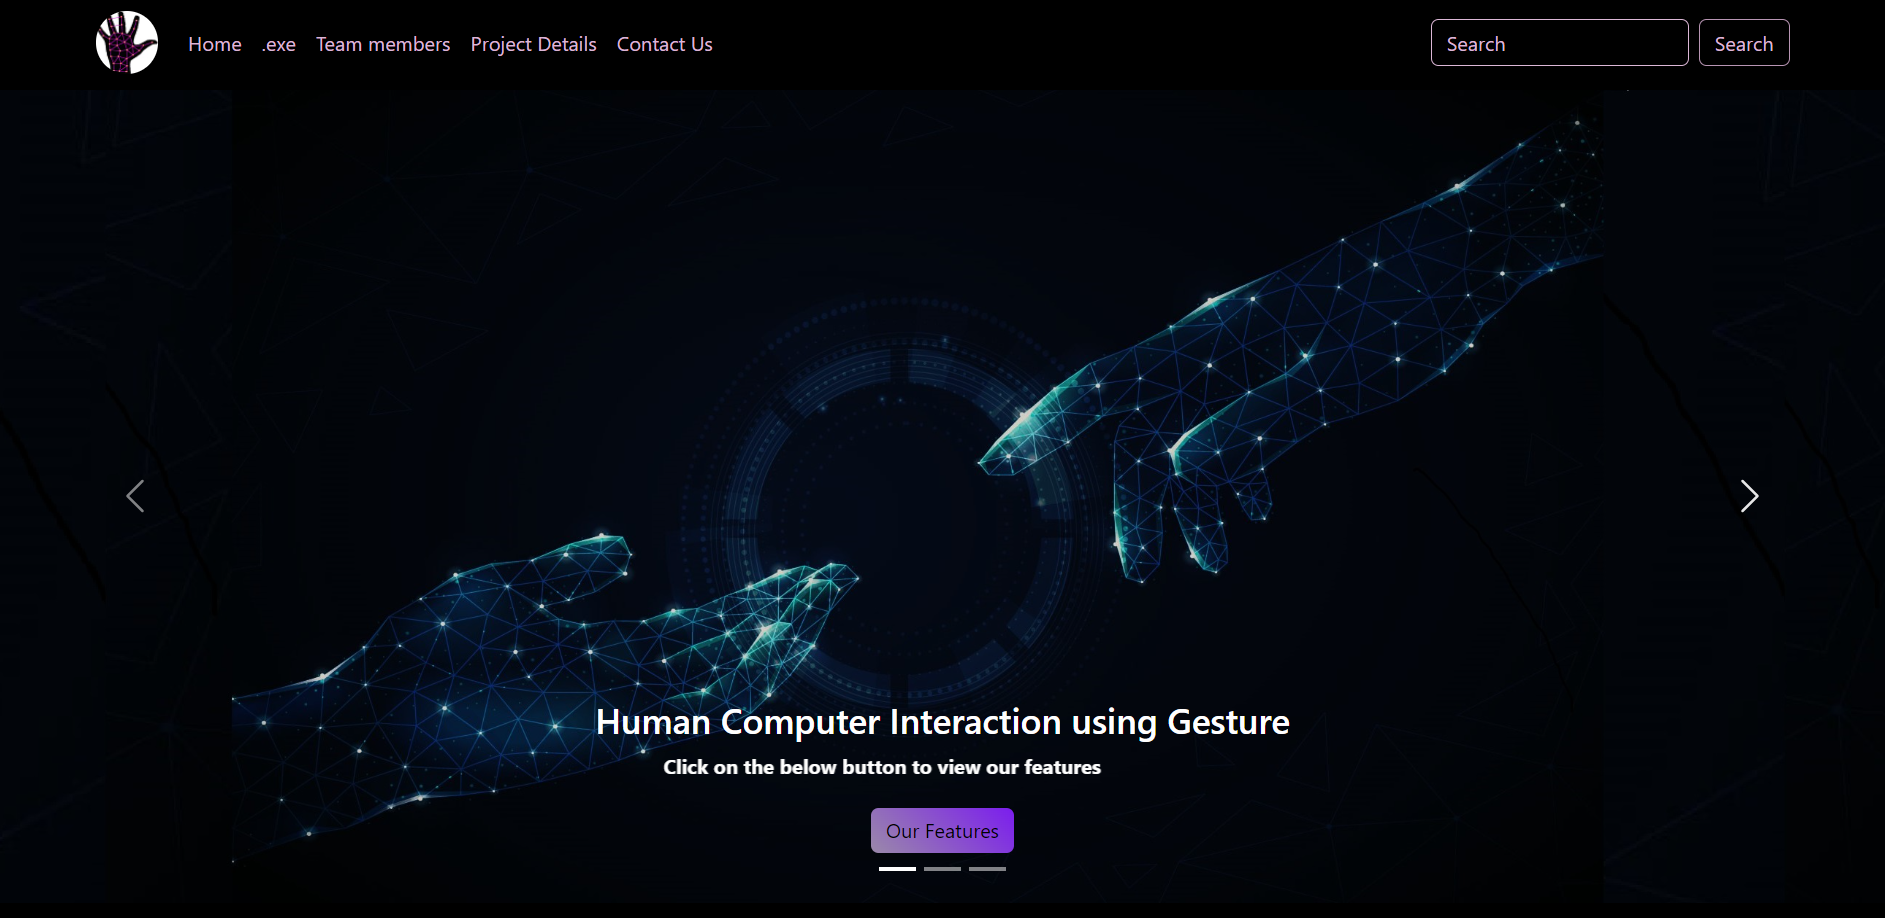 Home .exe Team members Project Details Contact Us Search Search
Human Computer Interaction using Gesture
Click on the below button to view our features
Our Features